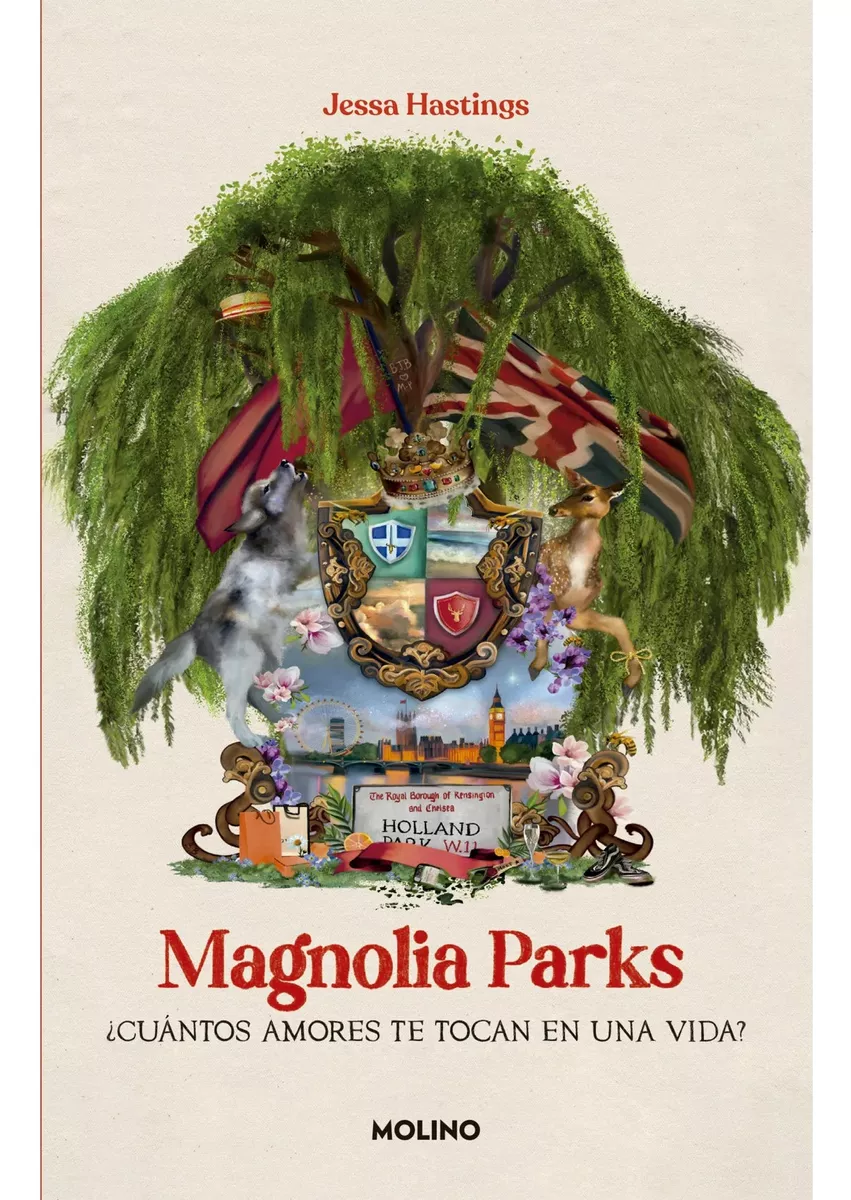 Jessa Hastings
BJB
M.P
The Royal Borough of Kensington
and Chelsea
HOLLAND
PARK W.11
Magnolia Parks
¿CUÁNTOS AMORES TE TOCAN EN UNA VIDA?
MOLINO